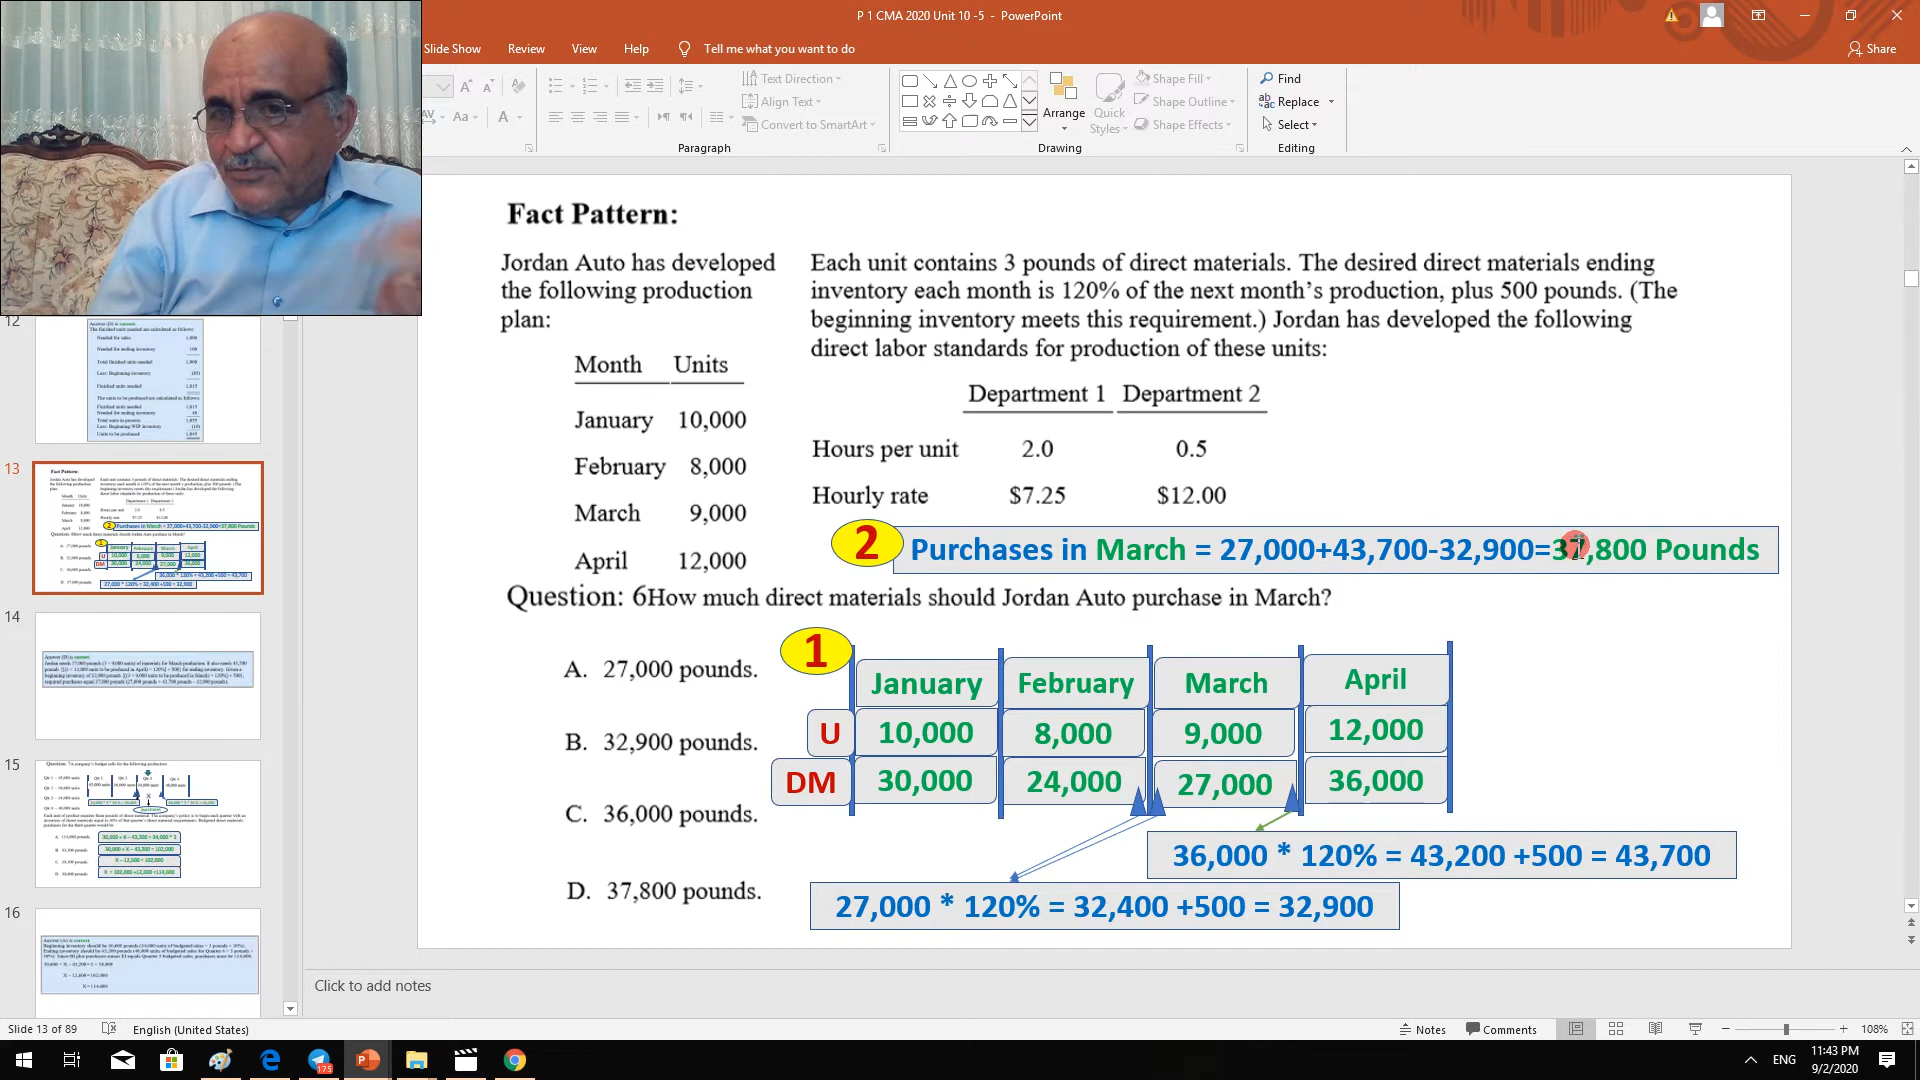 P 1 CMA 2020 Unit 10 -5 - PowerPoint
Slide Show Review View Help Tell me what you want to do
Share
Text Direction
Align Text
Convert to SmartArt
Paragraph
Arrange
Quick Styles
Shape Fill
Shape Outline
Shape Effects
Drawing
Find
Replace
Select
Editing
12
13
14
15
16
Fact Pattern:
Jordan Auto has developed
the following production
plan:
Month Units
January 10,000
February 8,000
March 9,000
April 12,000
Each unit contains 3 pounds of direct materials. The desired direct materials ending
inventory each month is 120% of the next month's production, plus 500 pounds. (The
beginning inventory meets this requirement.) Jordan has developed the following
direct labor standards for production of these units:
Department 1 Department 2
Hours per unit 2.0 0.5
Hourly rate $7.25 $12.00
2 Purchases in March = 27,000+43,700-32,900=37,800 Pounds
Question: 6How much direct materials should Jordan Auto purchase in March?
A. 27,000 pounds.
B. 32,900 pounds.
C. 36,000 pounds.
D. 37,800 pounds.
1
January February March April
U 10,000 8,000 9,000 12,000
DM 30,000 24,000 27,000 36,000
36,000 * 120% = 43,200 +500 = 43,700
27,000 * 120% = 32,400 +500 = 32,900
Click to add notes
Slide 13 of 89 English (United States)
Notes Comments 108%
175
ENG
11:43 PM
9/2/2020